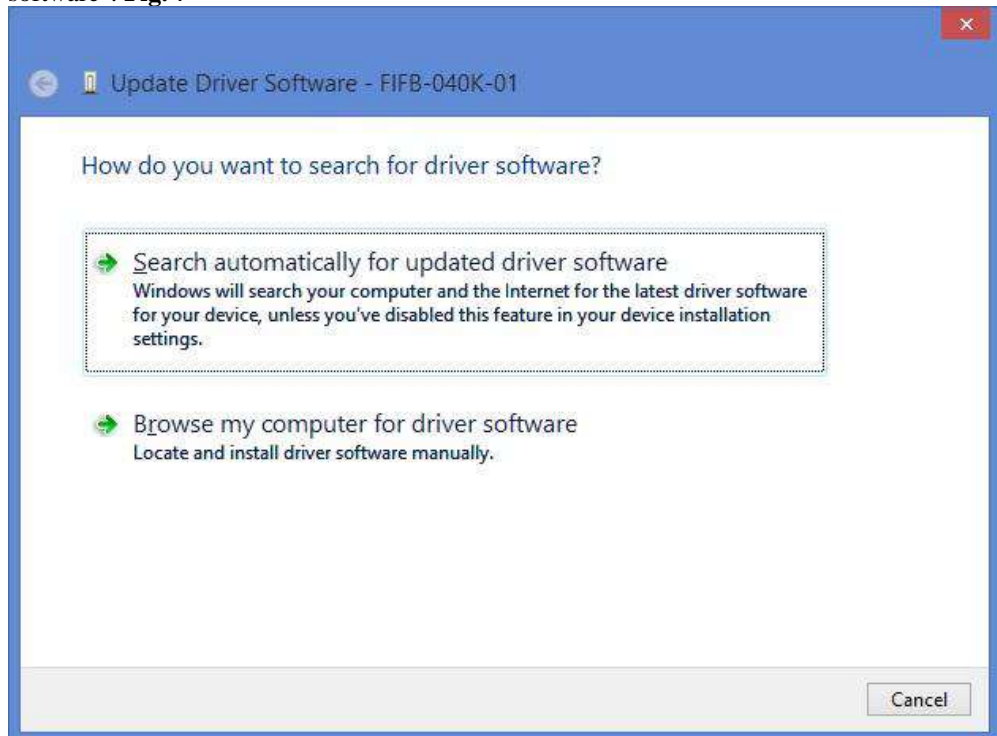 Update Driver Software - FIFB-040K-01
How do you want to search for driver software?
Search automatically for updated driver software
Windows will search your computer and the Internet for the latest driver software
for your device, unless you've disabled this feature in your device installation
settings.
Browse my computer for driver software
Locate and install driver software manually.
Cancel